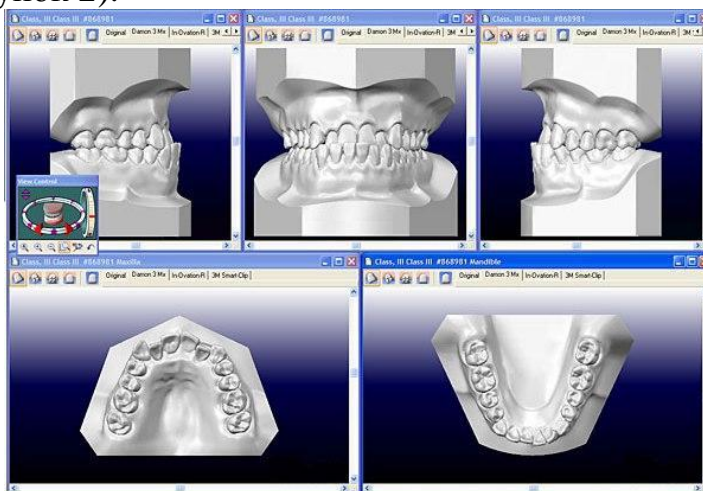 унок 2).
Class, III Class III #868981
Class, III Class III #868981
Class, III Class III #868981
Original Damon 3 Mx In-Ovation-R 3M
Original Damon 3 Mx In-Ovation-R 3M
Original Damon 3 Mx In-Ovation-R 3M
View Control
Class, III Class III #868981 Maxilla
Class, III Class III #868981 Mandible
Original Damon 3 Mx In-Ovation-R 3M Smart-Clip
Original Damon 3 Mx In-Ovation-R 3M Smart-Clip